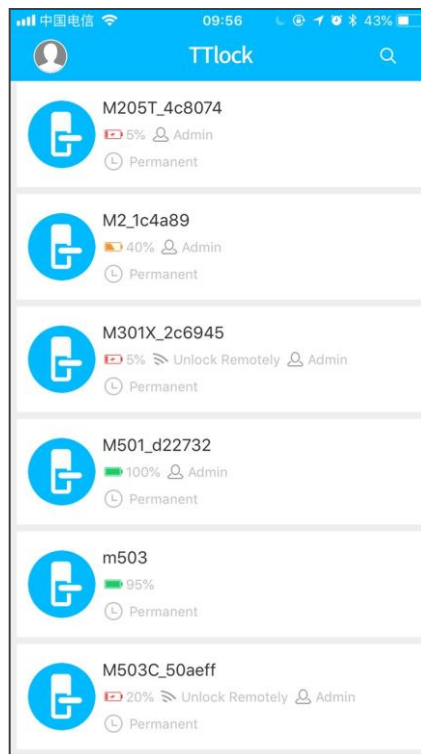 中国电信 09:56 43%
TTlock
M205T_4c8074
5% Admin
Permanent
M2_1c4a89
40% Admin
Permanent
M301X_2c6945
5% Unlock Remotely Admin
Permanent
M501_d22732
100% Admin
Permanent
m503
95%
Permanent
M503C_50aeff
20% Unlock Remotely Admin
Permanent